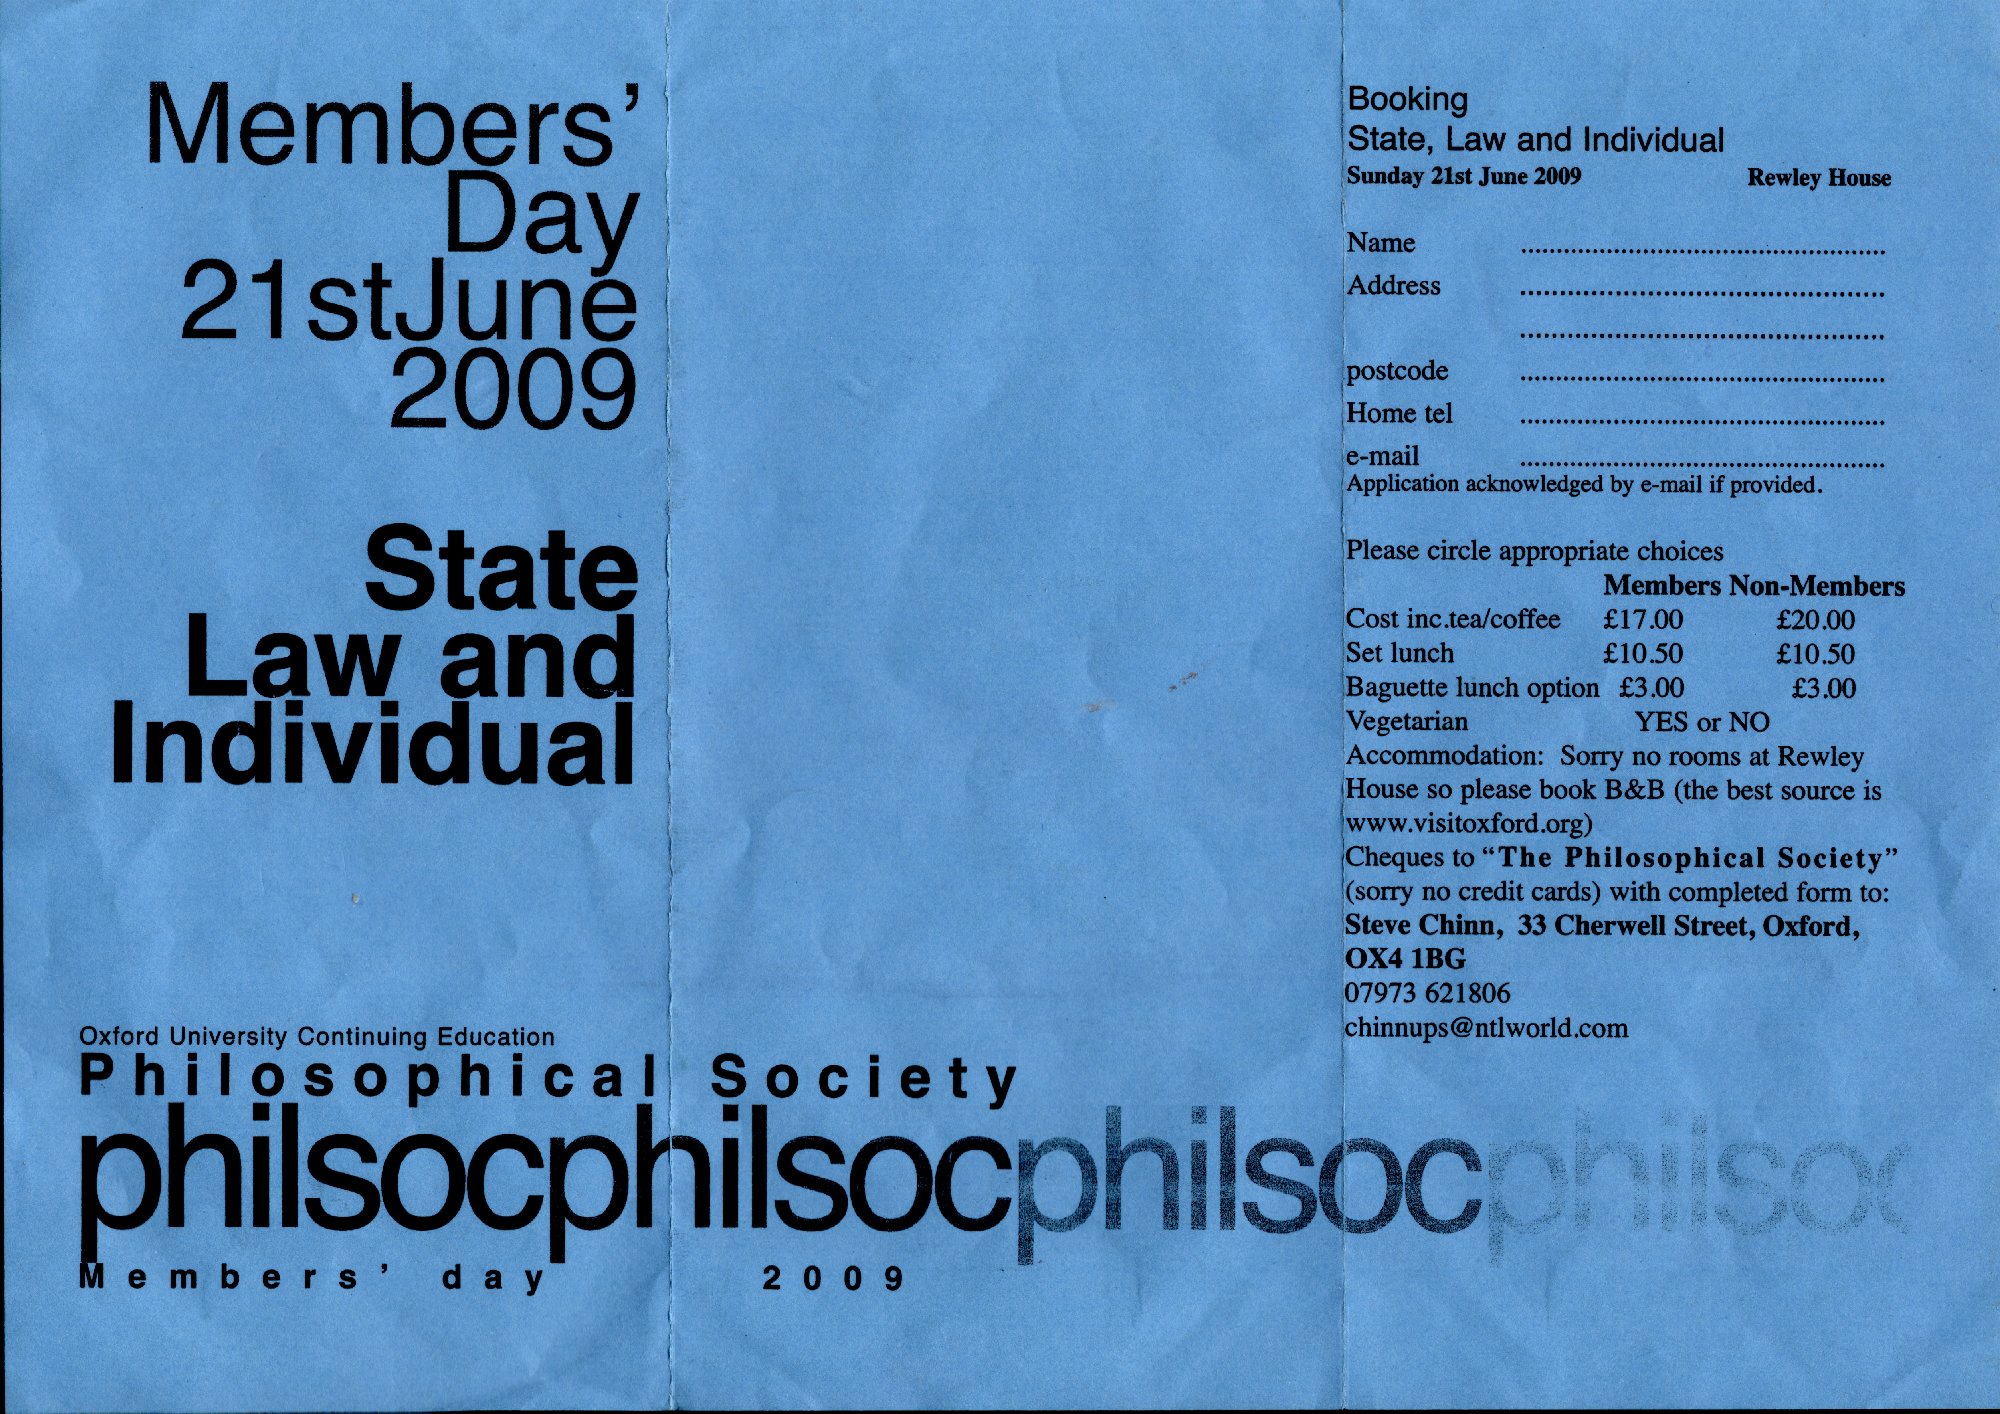 Members’
Day
21stJune
2009
State
Law and
Individual
Oxford University Continuing Education
Philosophical Society
philsocphilsocphilsocphilsoc
Members’ day 2009
Booking
State, Law and Individual
Sunday 21st June 2009 Rewley House
Name ....................................................
Address ....................................................
....................................................
postcode ....................................................
Home tel ....................................................
e-mail ....................................................
Application acknowledged by e-mail if provided.
Please circle appropriate choices
Members Non-Members
Cost inc.tea/coffee £17.00 £20.00
Set lunch £10.50 £10.50
Baguette lunch option £3.00 £3.00
Vegetarian YES or NO
Accommodation: Sorry no rooms at Rewley
House so please book B&B (the best source is
www.visitoxford.org)
Cheques to “The Philosophical Society”
(sorry no credit cards) with completed form to:
Steve Chinn, 33 Cherwell Street, Oxford,
OX4 1BG
07973 621806
chinnups@ntlworld.com